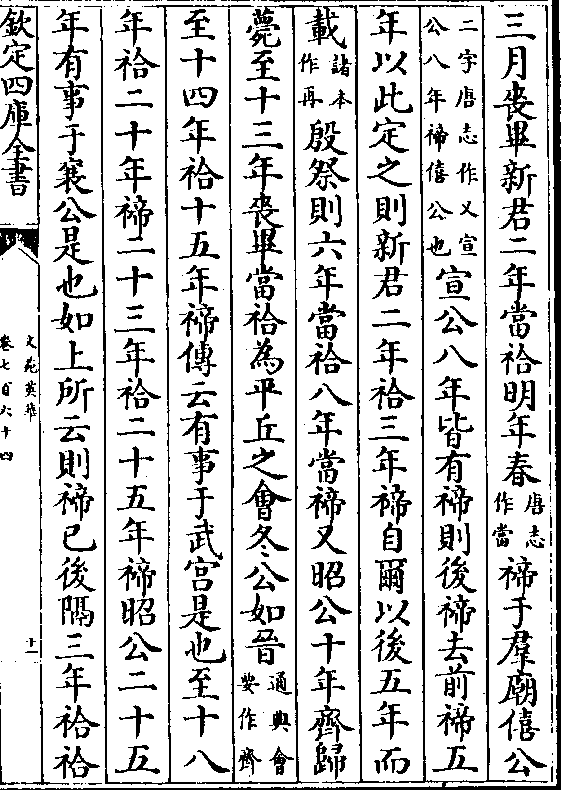 三月喪畢新君二年當祫明年春唐志作當禘于羣廟僖公
二字唐志作又宣公八年禘僖公也宣公八年皆有禘則後禘去前禘五
年以此定之則新君二年祫三年禘自爾以後五年而
載諸本作再殷祭則六年當祫八年當禘又昭公十年齊歸
薨至十三年喪畢當祫為平丘之會冬公如晉通典會要作齊
至十四年祫十五年禘傳云有事于武宫是也至十八
年祫二十年禘二十三年祫二十五年禘昭公二十五
年有事于襄公是也如上所云則禘已後隔三年祫祫
欽定四庫全書
文苑英華
卷七百六十四
十一